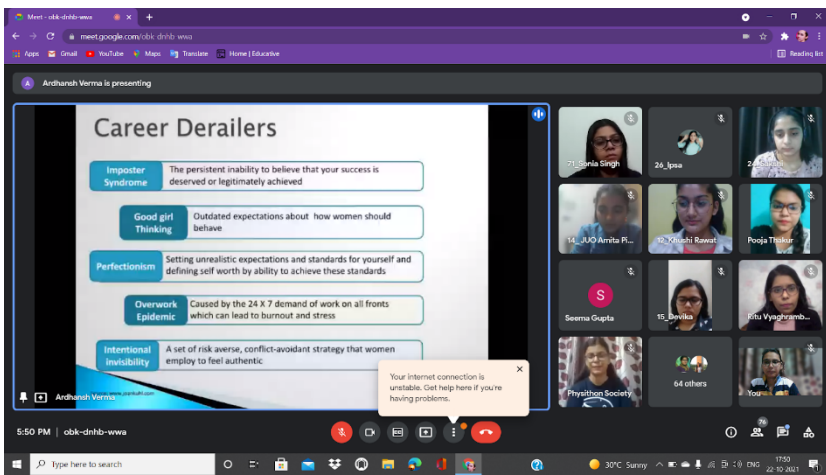 Meet - obk-dnhb-wwa
meet.google.com/obk-dnhb-wwa
Apps Gmail YouTube Maps Translate Home | Educative Reading list
A Ardhansh Verma is presenting
Career Derailers
Imposter Syndrome
The persistent inability to believe that your success is
deserved or legitimately achieved
Good girl Thinking
Outdated expectations about how women should
behave
Perfectionism
Setting unrealistic expectations and standards for yourself and
defining self worth by ability to achieve these standards
Overwork Epidemic
Caused by the 24 X 7 demand of work on all fronts
which can lead to burnout and stress
Intentional invisibility
A set of risk averse, conflict-avoidant strategy that women
employ to feel authentic
Ardhansh Verma
Your internet connection is
unstable. Get help here if you're
having problems.
21_Sonia Singh
26_Ipsa
14_ JUO Amita Pi...
12_Khushi Rawat
Pooja Thakur
S
Seema Gupta
15_Devika
Ritu Vyaghramb...
Physithon Society
64 others
You
5:50 PM | obk-dnhb-wwa
76
Type here to search
30°C Sunny
ENG
17:50
22-10-2021